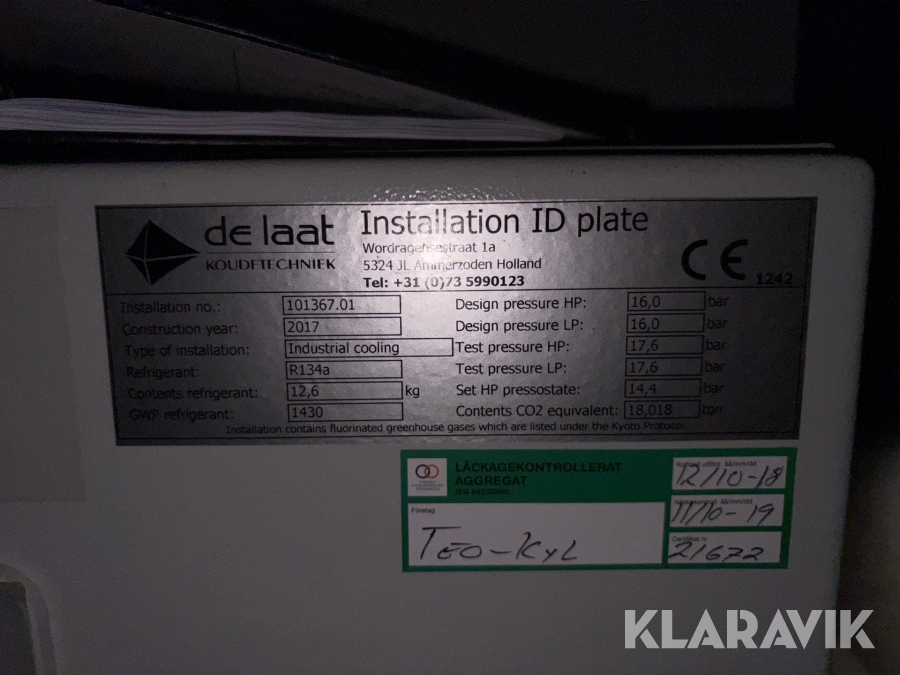 de laat
KOUDETECHNIEK
Installation ID plate
Wordragensestraat 1a
5324 JL Ammerzoden Holland
Tel: +31 (0)73 5990123
CE
1242
Installation no.: 101367.01
Construction year: 2017
Type of installation: Industrial cooling
Refrigerant: R134a
Contents refrigerant: 12,6 kg
GWP refrigerant: 1430
Design pressure HP: 16,0 bar
Design pressure LP: 16,0 bar
Test pressure HP: 17,6 bar
Test pressure LP: 17,6 bar
Set HP pressostate: 14,4 bar
Contents CO2 equivalent: 18,018 ton
Installation contains fluorinated greenhouse gases which are listed under the Kyoto Protocol.
LÄCKAGEKONTROLLERAT
AGGREGAT
(EG 842/2006)
Företag
TEO-KYL
12/10-18
11/10-19
Certifikat nr
21672
KLARAVIK